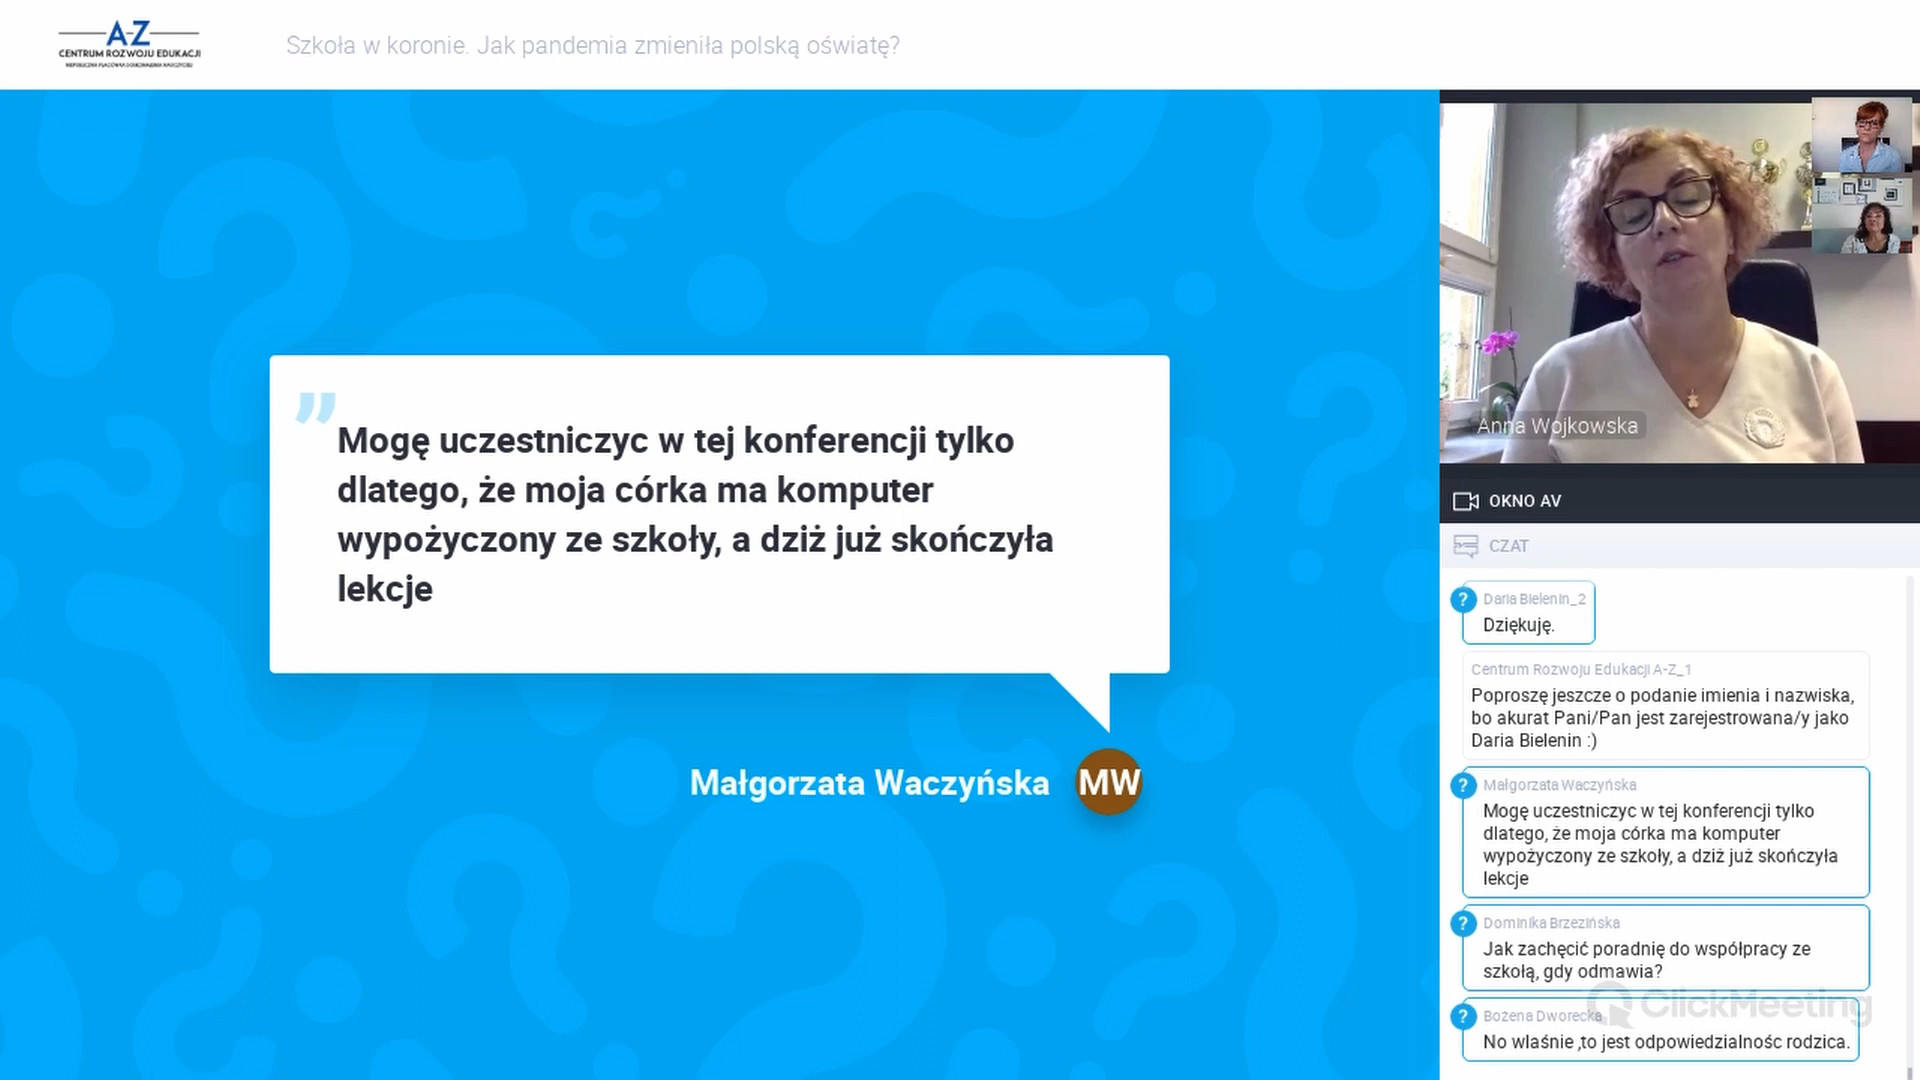 A-Z
CENTRUM ROZWOJU EDUKACJI
NIEPUBLICZNA PLACÓWKA DOSKONALENIA NAUCZYCIELI
Szkoła w koronie. Jak pandemia zmieniła polską oświatę?
”
Mogę uczestniczyc w tej konferencji tylko
dlatego, że moja córka ma komputer
wypożyczony ze szkoły, a dziż już skończyła
lekcje
Małgorzata Waczyńska
MW
Anna Wojkowska
OKNO AV
CZAT
?
Daria Bielenin_2
Dziękuję.
Centrum Rozwoju Edukacji A-Z_1
Poproszę jeszcze o podanie imienia i nazwiska,
bo akurat Pani/Pan jest zarejestrowana/y jako
Daria Bielenin :)
?
Małgorzata Waczyńska
Mogę uczestniczyc w tej konferencji tylko
dlatego, że moja córka ma komputer
wypożyczony ze szkoły, a dziż już skończyła
lekcje
?
Dominika Brzezińska
Jak zachęcić poradnię do współpracy ze
szkołą, gdy odmawia?
ClickMeeting
?
Bożena Dworecka
No wlaśnie ,to jest odpowiedzialnośc rodzica.